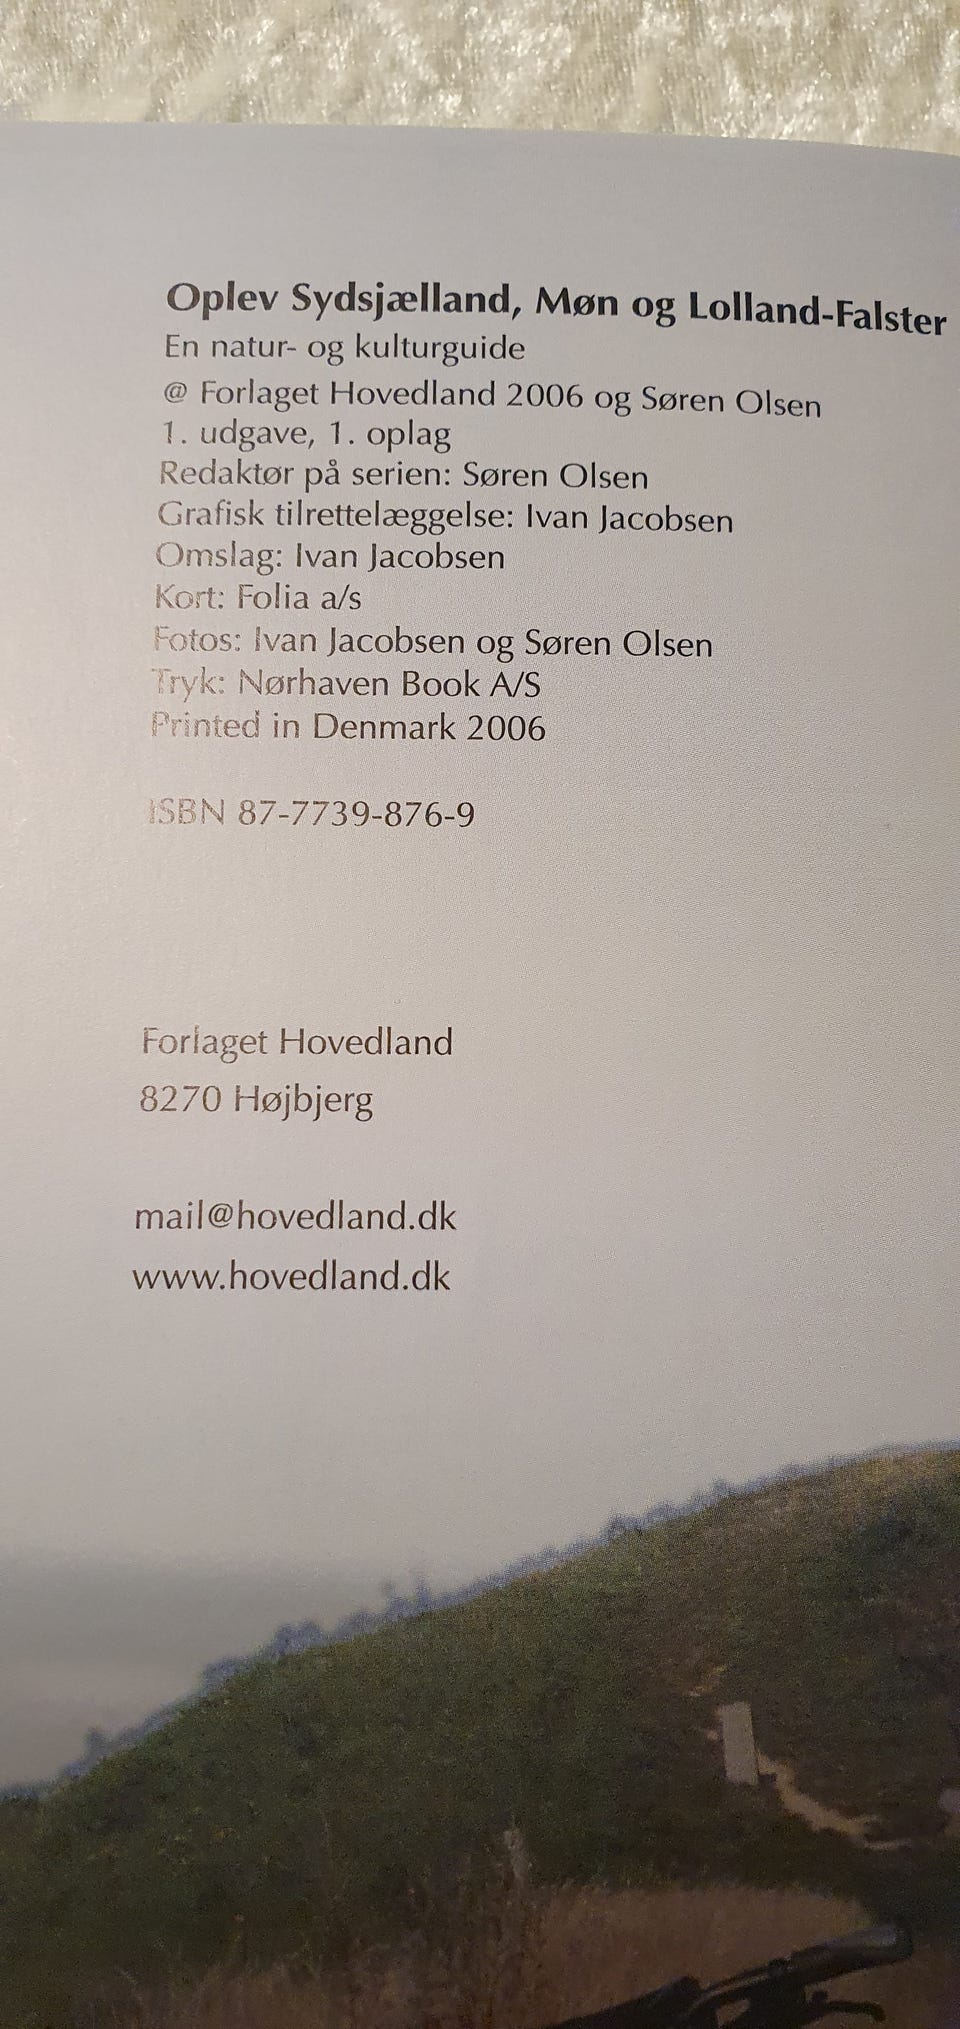 Oplev Sydsjælland, Møn og Lolland-Falster
En natur- og kulturguide
@ Forlaget Hovedland 2006 og Søren Olsen
1. udgave, 1. oplag
Redaktør på serien: Søren Olsen
Grafisk tilrettelæggelse: Ivan Jacobsen
Omslag: Ivan Jacobsen
Kort: Folia a/s
Fotos: Ivan Jacobsen og Søren Olsen
Tryk: Nørhaven Book A/S
Printed in Denmark 2006
ISBN 87-7739-876-9
Forlaget Hovedland
8270 Højbjerg
mail@hovedland.dk
www.hovedland.dk